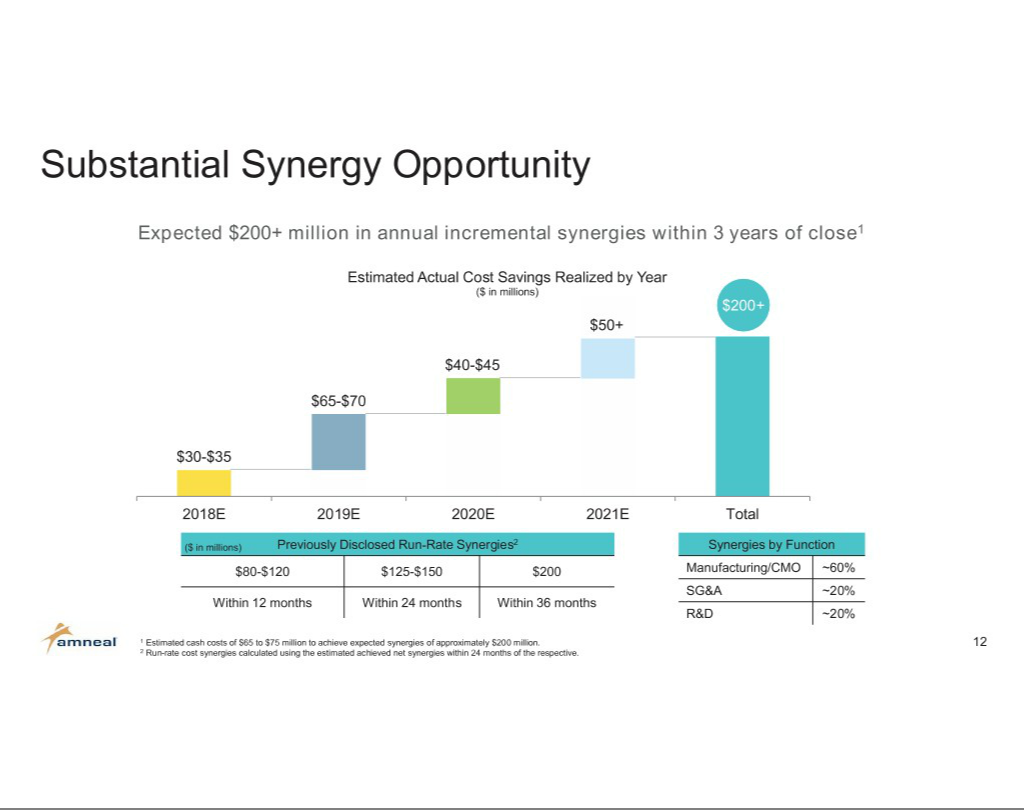 Substantial Synergy Opportunity
Expected $200+ million in annual incremental synergies within 3 years of close¹
Estimated Actual Cost Savings Realized by Year
($ in millions)
$200+
$50+
$40-$45
$65-$70
$30-$35
2018E 2019E 2020E 2021E Total
($ in millions) Previously Disclosed Run-Rate Synergies²
$80-$120 $125-$150 $200
Within 12 months Within 24 months Within 36 months
Synergies by Function
Manufacturing/CMO ~60%
SG&A ~20%
R&D ~20%
amneal
¹ Estimated cash costs of $65 to $75 million to achieve expected synergies of approximately $200 million.
² Run-rate cost synergies calculated using the estimated achieved net synergies within 24 months of the respective.
12